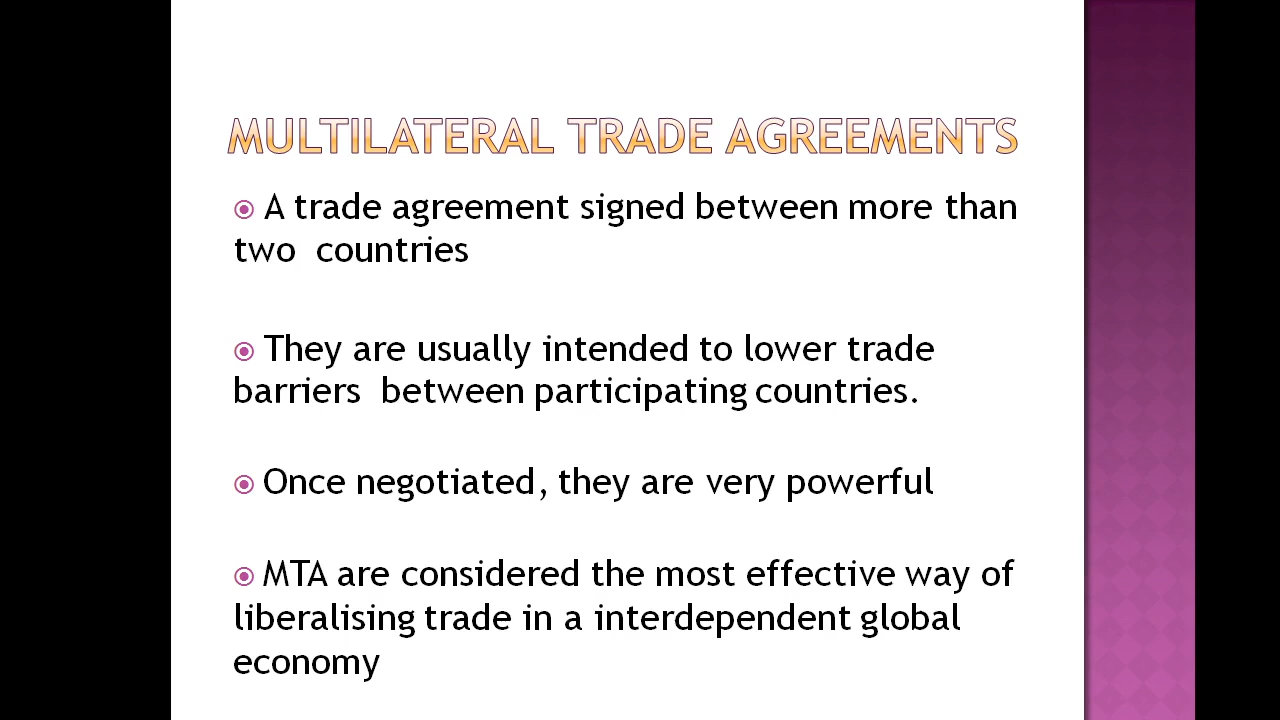 MULTILATERAL TRADE AGREEMENTS
A trade agreement signed between more than
two countries
They are usually intended to lower trade
barriers between participating countries.
Once negotiated, they are very powerful
MTA are considered the most effective way of
liberalising trade in a interdependent global
economy